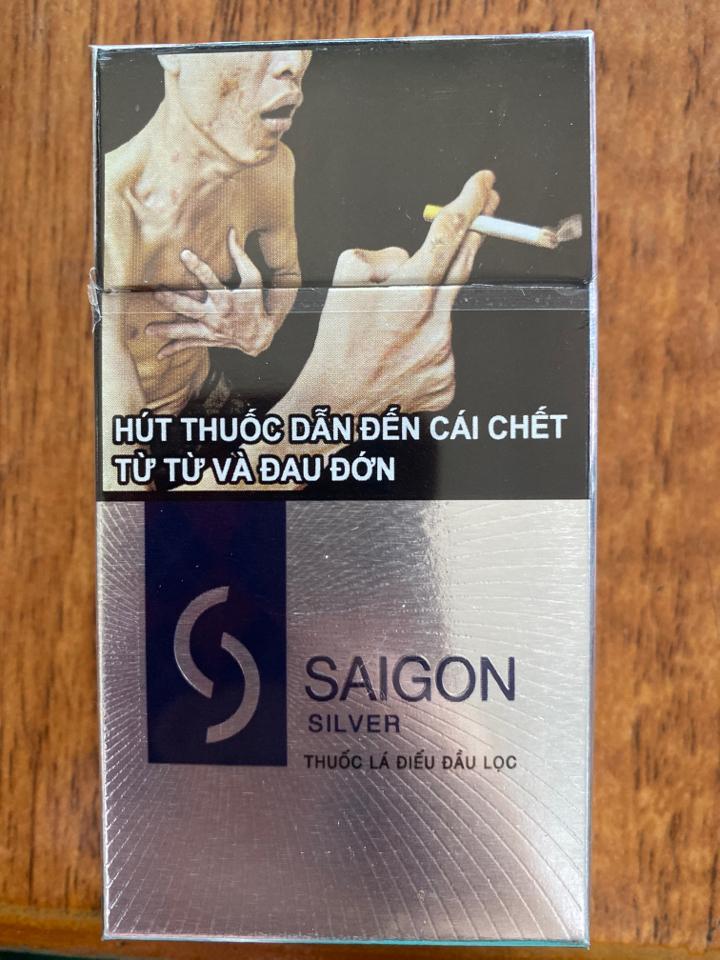 HÚT THUỐC DẪN ĐẾN CÁI CHẾT
TỪ TỪ VÀ ĐAU ĐỚN
SAIGON
SILVER
THUỐC LÁ ĐIẾU ĐẦU LỌC